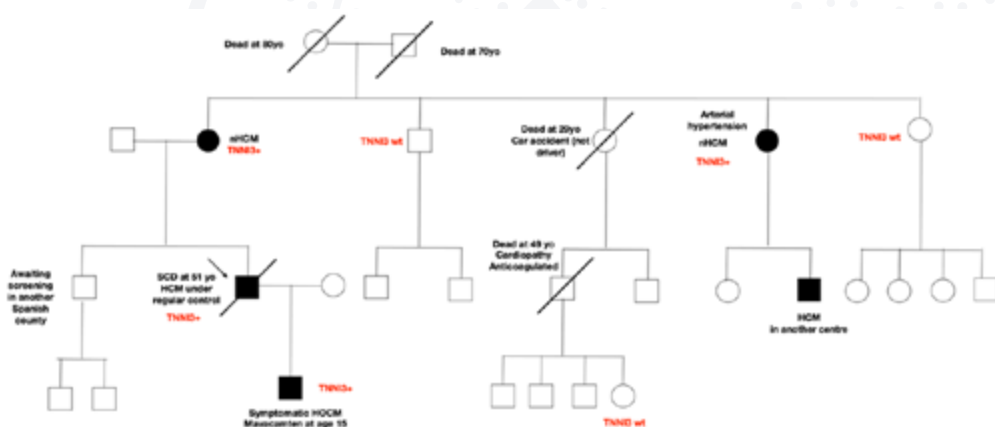 Dead at 80yo
Dead at 70yo
nHCM
TNNI3+
TNNI3 wt
Dead at 29yo
Car accident (not
driver)
Arterial
hypertension
nHCM
TNNI3+
TNNI3 wt
Awaiting
screening
in another
Spanish
county
SCD at 51 yo
HCM under
regular control
TNNI3+
Dead at 49 yo
Cardiopathy
Anticoagulated
HCM
in another centre
TNNI3+
Symptomatic HOCM
Mavacamten at age 15
TNNI3 wt